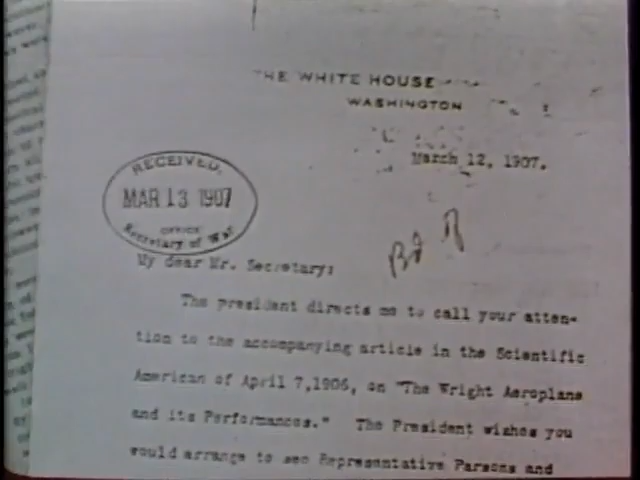 THE WHITE HOUSE
WASHINGTON
March 12, 1907.
RECEIVED,
MAR 13 1907
OFFICE
Secretary of War
My dear Mr. Secretary:
The president directs me to call your atten-
tion to the accompanying article in the Scientific
American of April 7,1906, on "The Wright Aeroplane
and its Performances." The President wishes you
would arrange to see Representative Parsons and